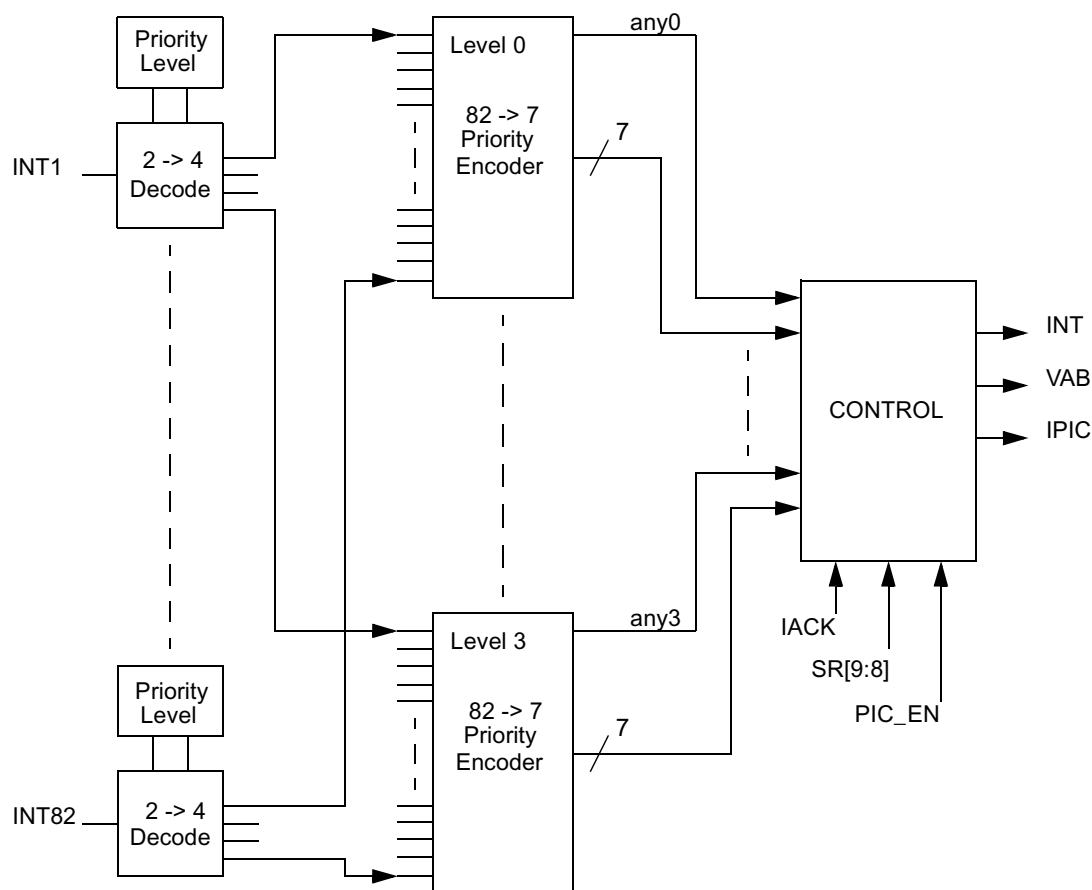 Priority
Level
INT1
2 -> 4
Decode
Level 0
82 -> 7
Priority
Encoder
any0
7
CONTROL
INT
VAB
IPIC
IACK
SR[9:8]
PIC_EN
Priority
Level
INT82
2 -> 4
Decode
Level 3
82 -> 7
Priority
Encoder
any3
7